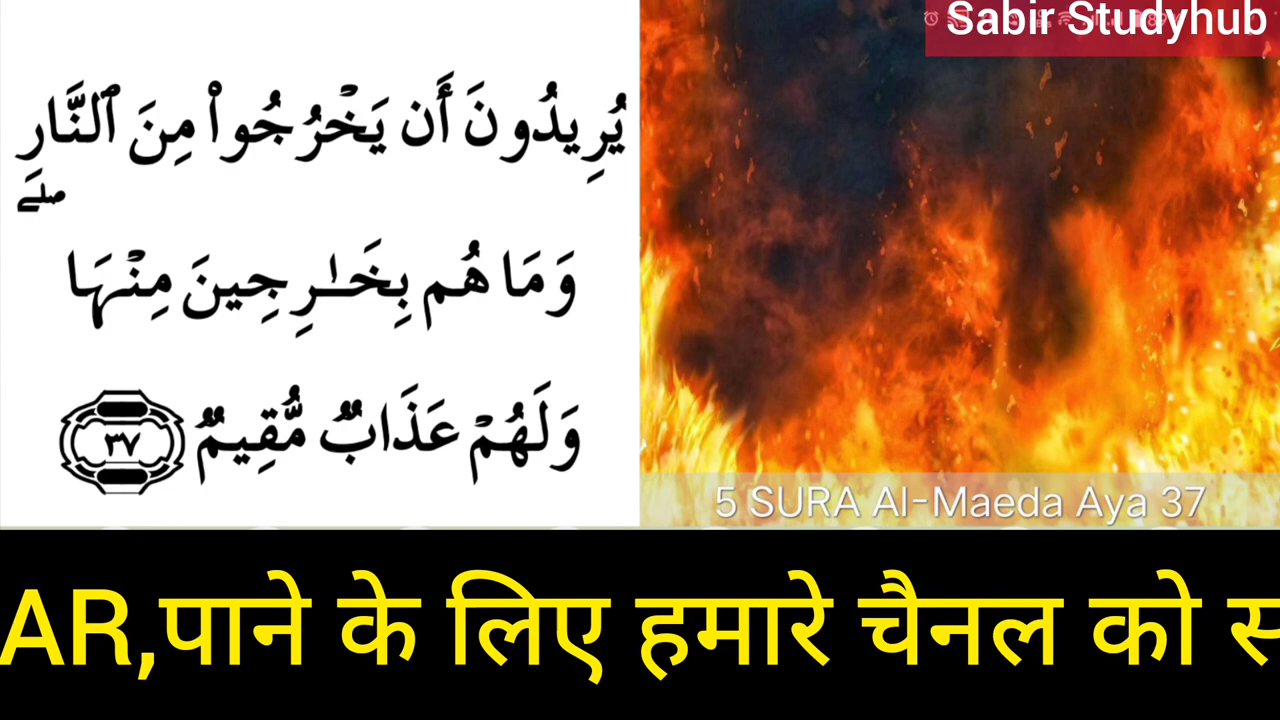 Sabir Studyhub
يُرِيدُونَ أَن يَخْرُجُوا۟ مِنَ ٱلنَّارِ ۖ
وَمَا هُم بِخَـٰرِجِينَ مِنْهَا
وَلَهُمْ عَذَابٌ مُّقِيمٌ ٣٧
5 SURA Al-Maeda Aya 37
AR,पाने के लिए हमारे चैनल को